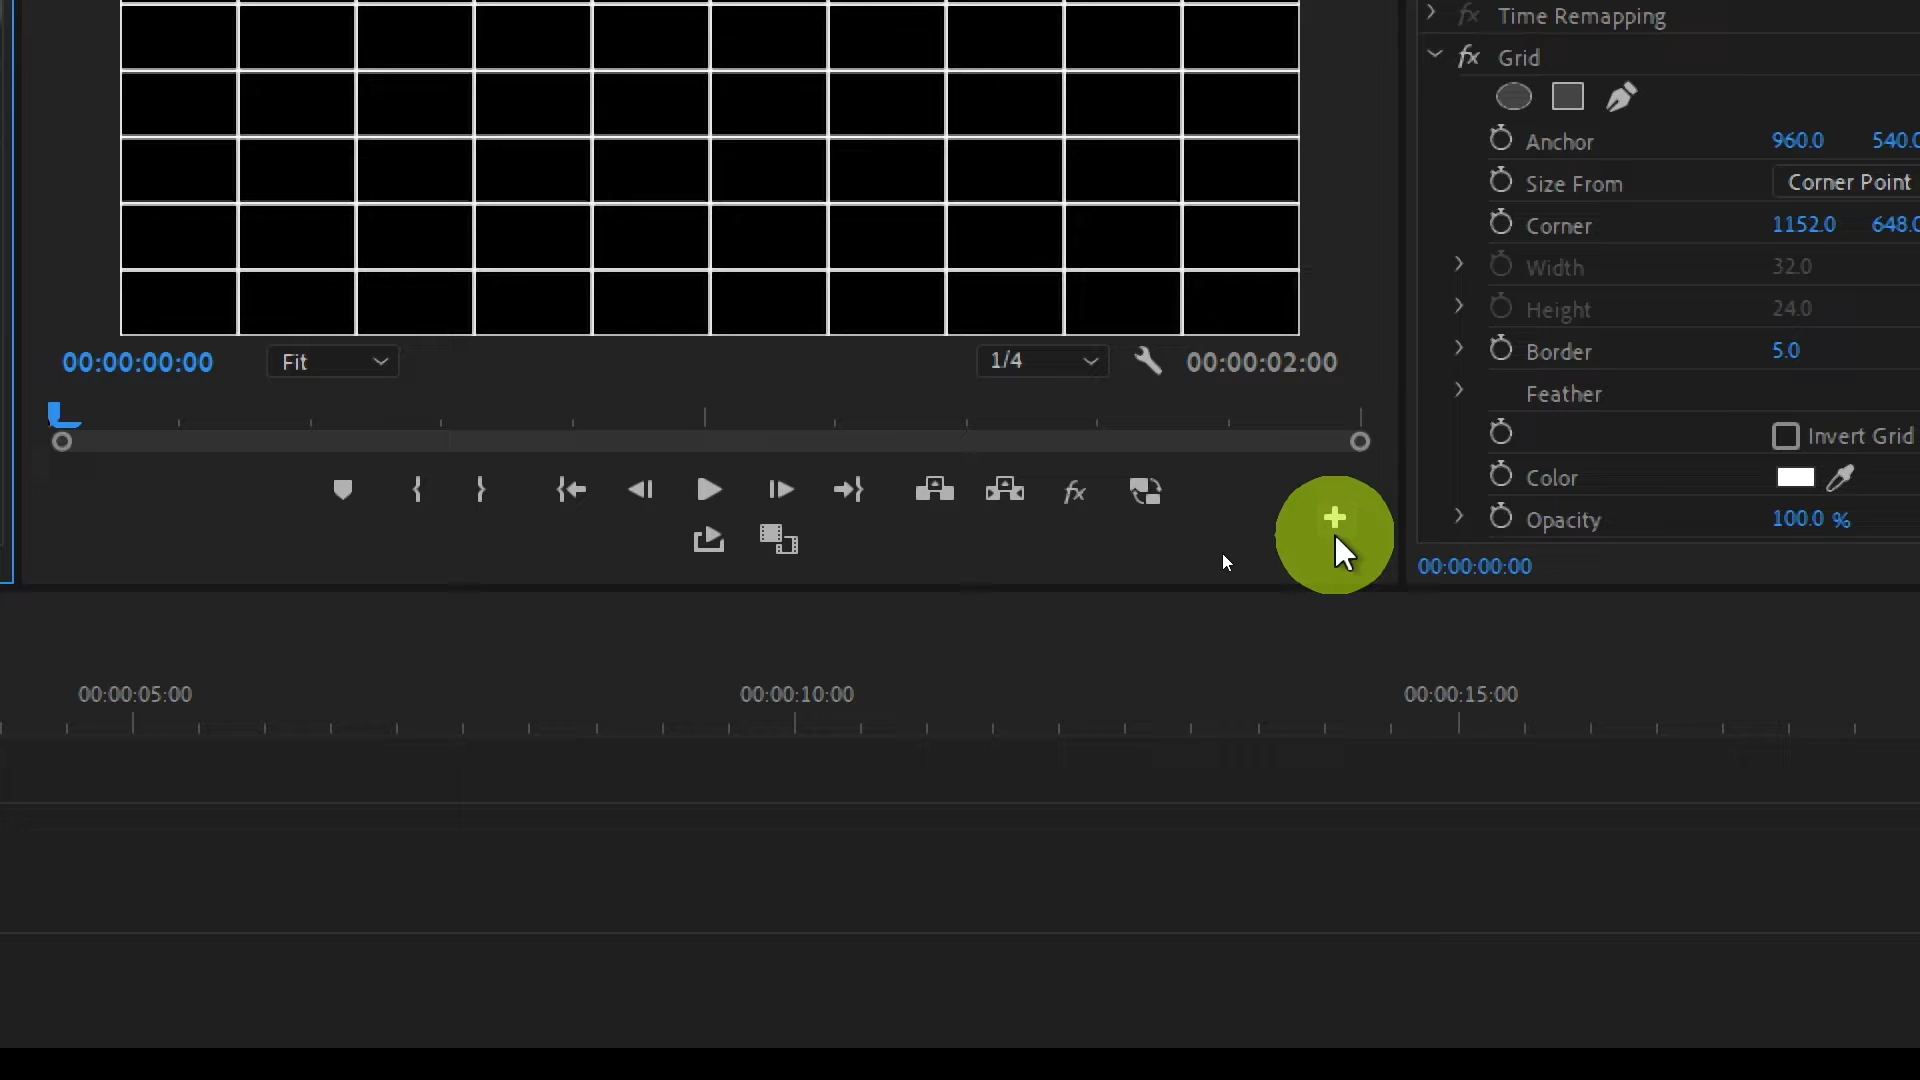 Time Remapping
fx Grid
Anchor 960.0 540.0
Size From Corner Point
Corner 1152.0 648.0
Width 32.0
Height 24.0
Border 5.0
Feather
Invert Grid
Color
Opacity 100.0 %
00:00:00:00
00:00:00:00 Fit 1/4 00:00:02:00
fx
00:00:05:00 00:00:10:00 00:00:15:00